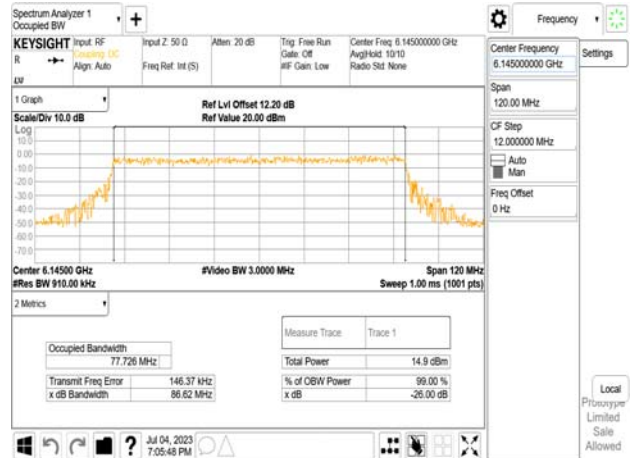 Spectrum Analyzer 1
Occupied BW
Frequency
KEYSIGHT
R
Input: RF
Coupling: DC
Align: Auto
Input Z: 50 Ω
Freq Ref: Int (S)
Atten: 20 dB
Trig: Free Run
Gate: Off
#IF Gain: Low
Center Freq: 6.145000000 GHz
Avg|Hold: 10/10
Radio Std: None
1 Graph
Scale/Div 10.0 dB
Ref Lvl Offset 12.20 dB
Ref Value 20.00 dBm
Log
10.0
0.00
-10.0
-20.0
-30.0
-40.0
-50.0
-60.0
-70.0
Center 6.14500 GHz
#Res BW 910.00 kHz
#Video BW 3.0000 MHz
Span 120 MHz
Sweep 1.00 ms (1001 pts)
2 Metrics
Measure Trace
Trace 1
Occupied Bandwidth
77.726 MHz
Total Power
14.9 dBm
Transmit Freq Error
146.37 kHz
% of OBW Power
99.00 %
x dB Bandwidth
86.62 MHz
x dB
-26.00 dB
Jul 04, 2023
7:05:48 PM
Center Frequency
6.145000000 GHz
Settings
Span
120.00 MHz
CF Step
12.000000 MHz
Auto
Man
Freq Offset
0 Hz
Local
Prototype
Limited
Sale
Allowed